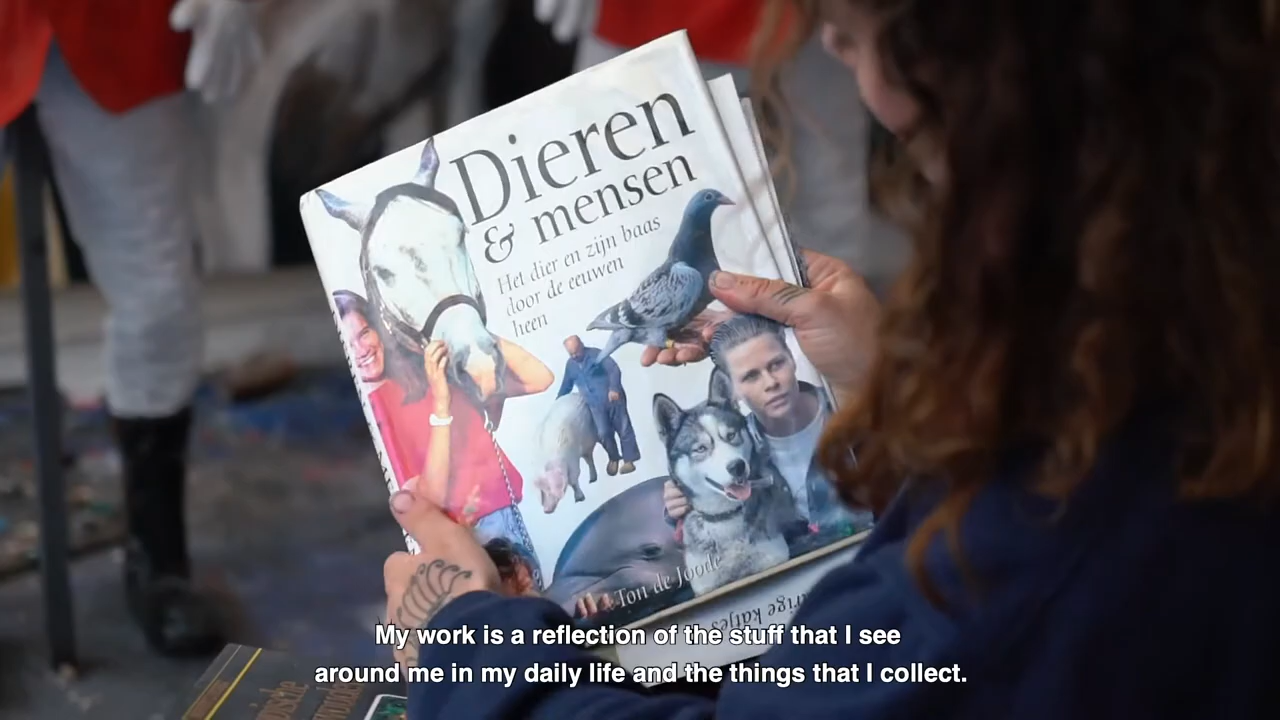 Dieren
& mensen
Het dier en zijn baas
door de eeuwen
heen
Ton de Joode
katjes
My work is a reflection of the stuff that I see
around me in my daily life and the things that I collect.